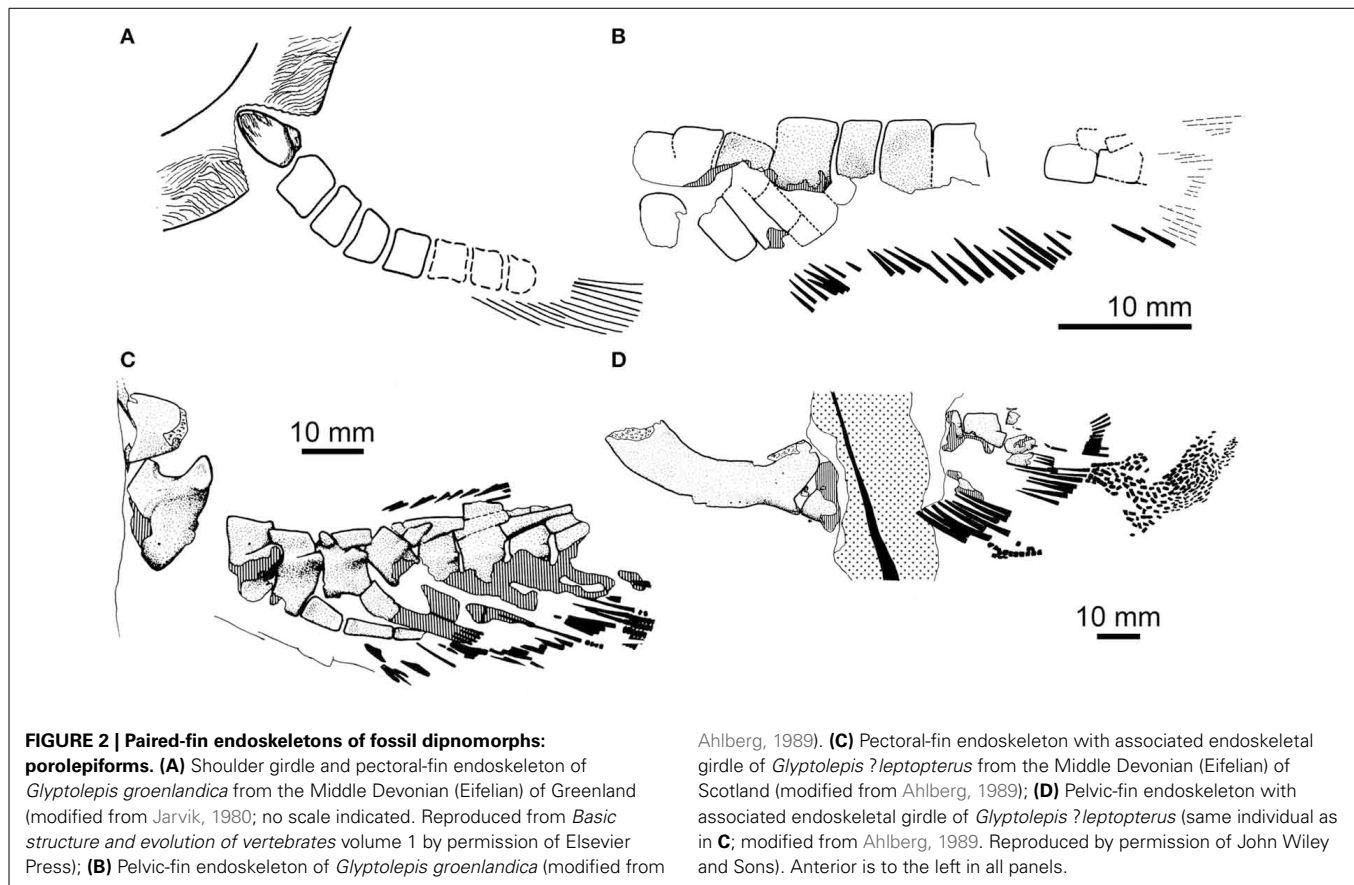 A
B
10 mm
C
10 mm
D
10 mm
FIGURE 2 | Paired-fin endoskeletons of fossil dipnomorphs:
porolepiforms. (A) Shoulder girdle and pectoral-fin endoskeleton of
Glyptolepis groenlandica from the Middle Devonian (Eifelian) of Greenland
(modified from Jarvik, 1980; no scale indicated. Reproduced from Basic
structure and evolution of vertebrates volume 1 by permission of Elsevier
Press); (B) Pelvic-fin endoskeleton of Glyptolepis groenlandica (modified from
Ahlberg, 1989). (C) Pectoral-fin endoskeleton with associated endoskeletal
girdle of Glyptolepis ?leptopterus from the Middle Devonian (Eifelian) of
Scotland (modified from Ahlberg, 1989); (D) Pelvic-fin endoskeleton with
associated endoskeletal girdle of Glyptolepis ?leptopterus (same individual as
in C; modified from Ahlberg, 1989. Reproduced by permission of John Wiley
and Sons). Anterior is to the left in all panels.